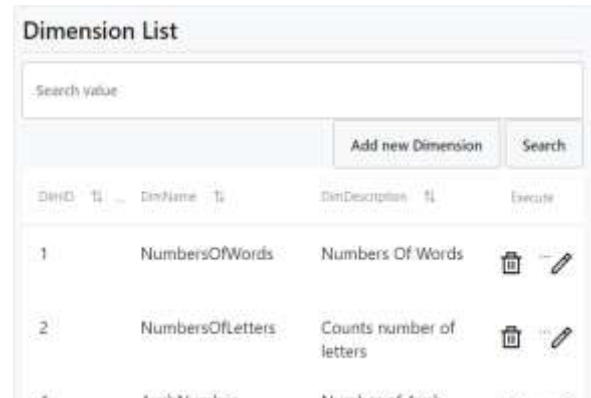 Dimension List
Search value
Add new Dimension Search
DimID DimName DimDescription Execute
1 NumbersOfWords Numbers Of Words
2 NumbersOfLetters Counts number of
letters